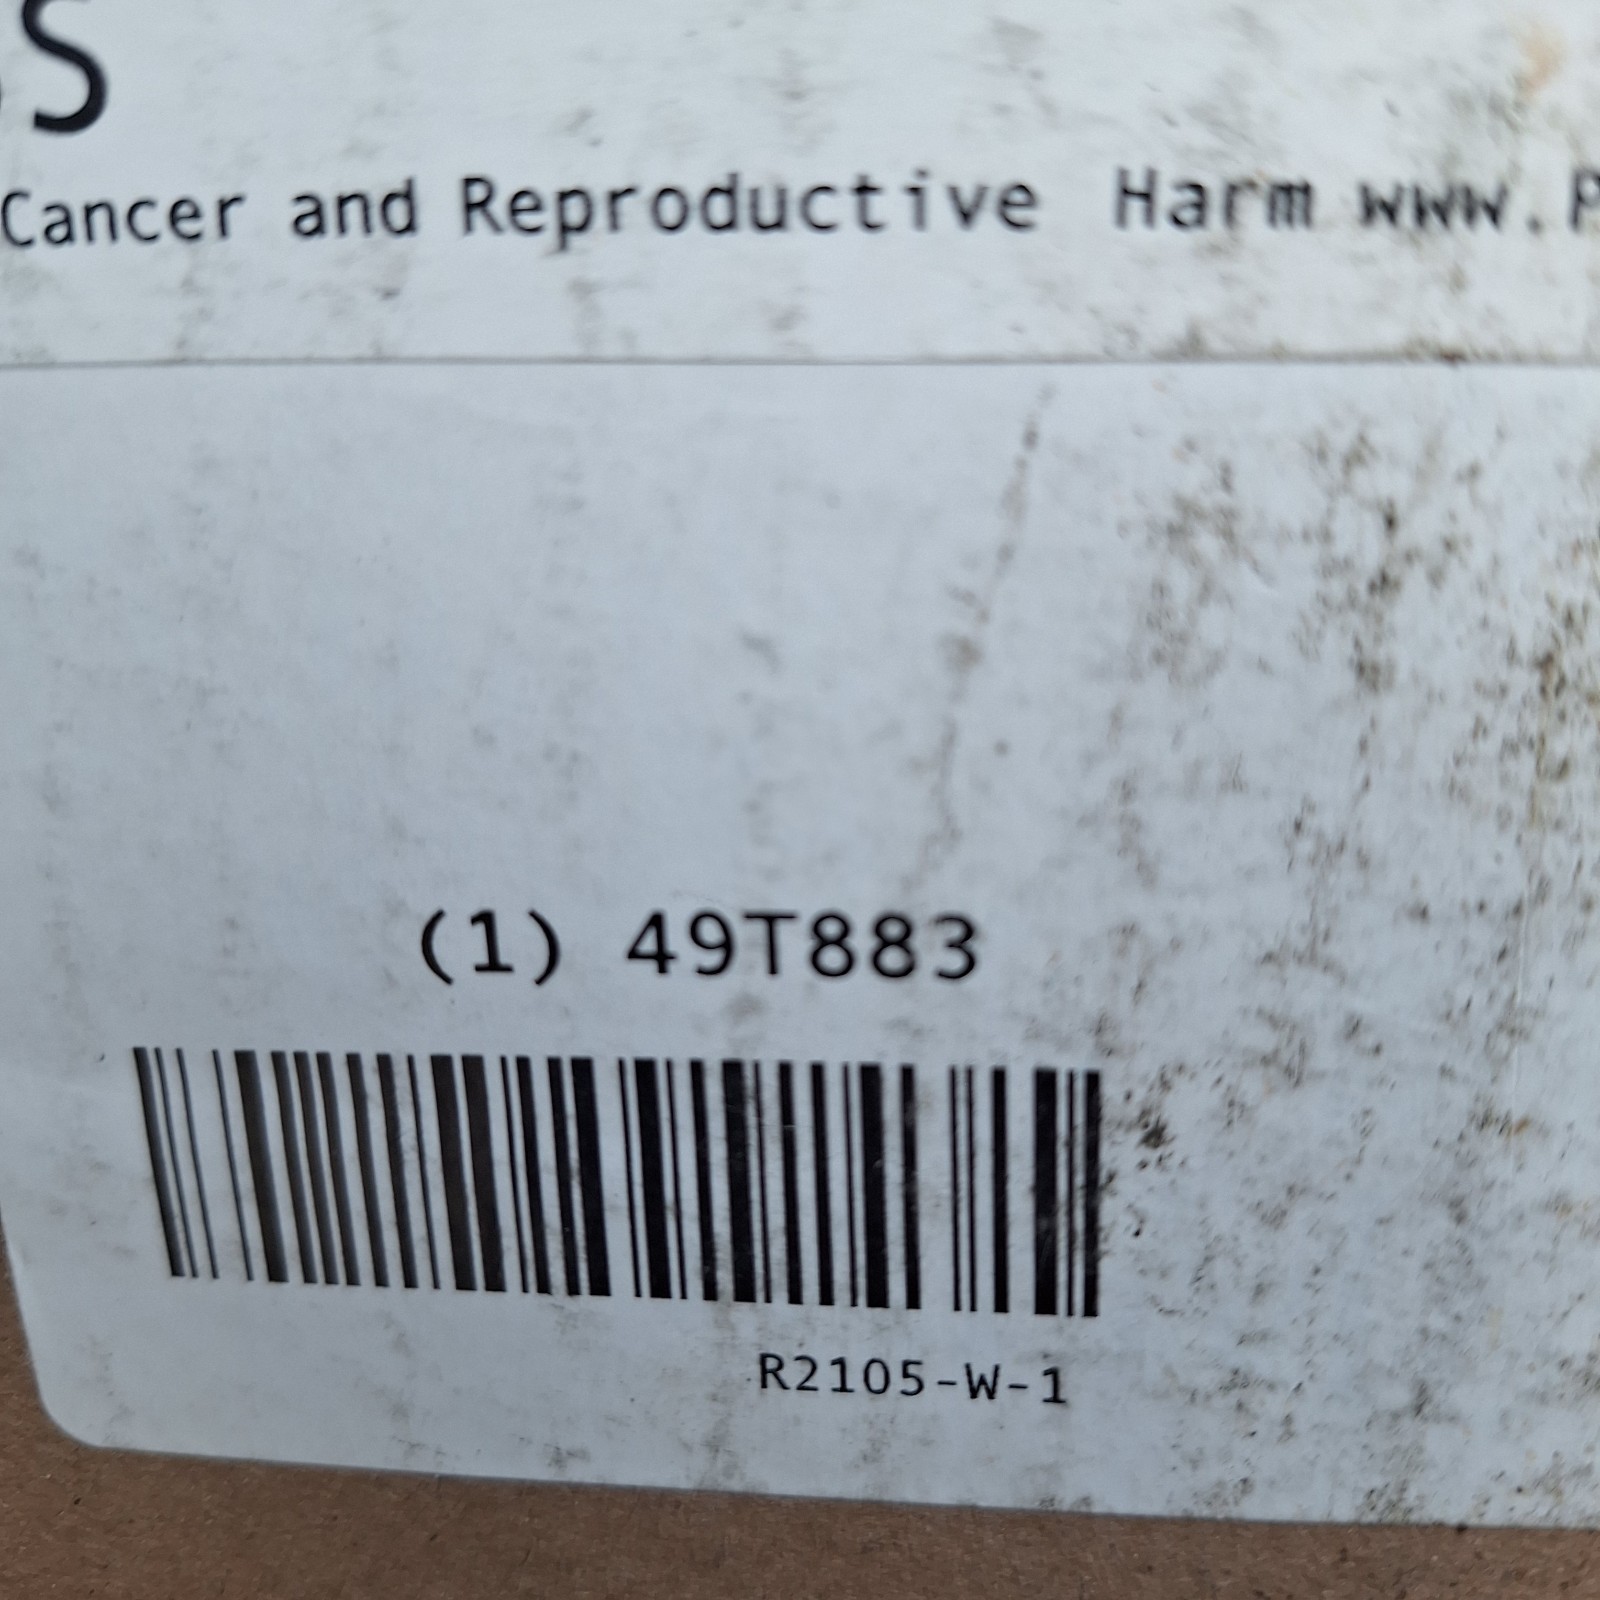 S
Cancer and Reproductive Harm www.P
(1) 49T883
R2105-W-1